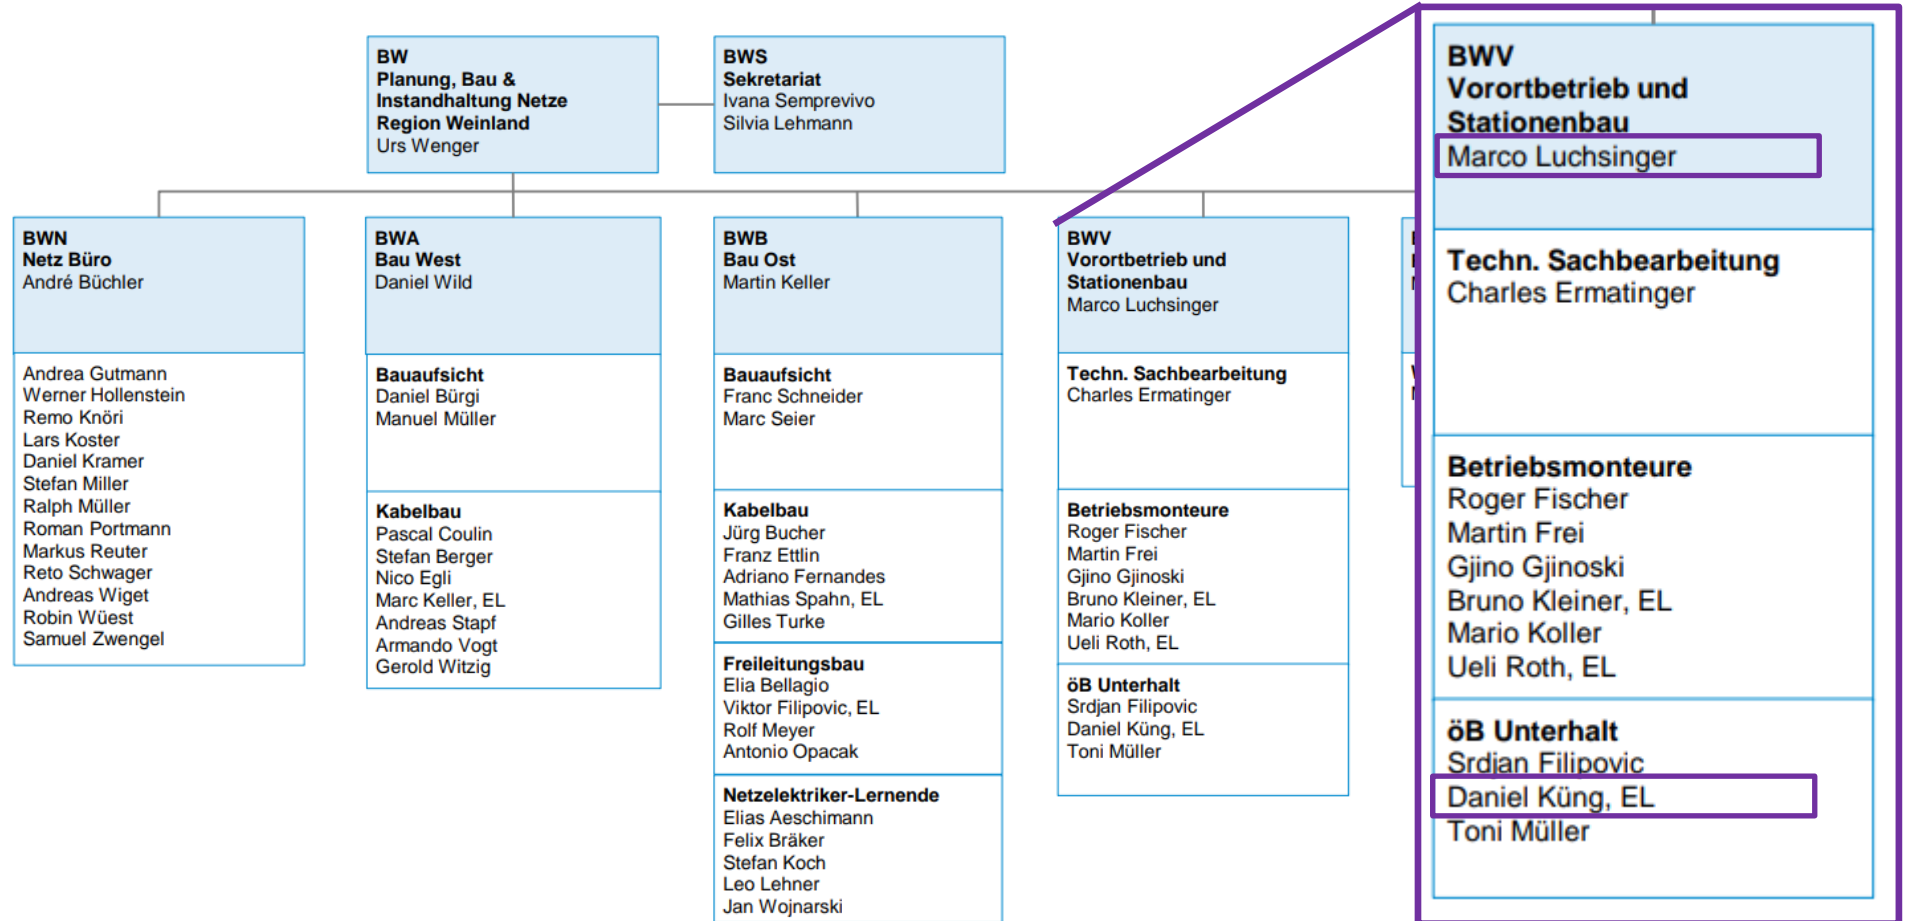 BW
Planung, Bau &
Instandhaltung Netze
Region Weinland
Urs Wenger
BWS
Sekretariat
Ivana Semprevivo
Silvia Lehmann
BWN
Netz Büro
André Büchler
Andrea Gutmann
Werner Hollenstein
Remo Knöri
Lars Koster
Daniel Kramer
Stefan Miller
Ralph Müller
Roman Portmann
Markus Reuter
Reto Schwager
Andreas Wiget
Robin Wüest
Samuel Zwengel
BWA
Bau West
Daniel Wild
Bauaufsicht
Daniel Bürgi
Manuel Müller
Kabelbau
Pascal Coulin
Stefan Berger
Nico Egli
Marc Keller, EL
Andreas Stapf
Armando Vogt
Gerold Witzig
BWB
Bau Ost
Martin Keller
Bauaufsicht
Franc Schneider
Marc Seier
Kabelbau
Jürg Bucher
Franz Ettlin
Adriano Fernandes
Mathias Spahn, EL
Gilles Turke
Freileitungsbau
Elia Bellagio
Viktor Filipovic, EL
Rolf Meyer
Antonio Opacak
Netzelektriker-Lernende
Elias Aeschimann
Felix Bräker
Stefan Koch
Leo Lehner
Jan Wojnarski
BWV
Vorortbetrieb und
Stationenbau
Marco Luchsinger
Techn. Sachbearbeitung
Charles Ermatinger
Betriebsmonteure
Roger Fischer
Martin Frei
Gjino Gjinoski
Bruno Kleiner, EL
Mario Koller
Ueli Roth, EL
öB Unterhalt
Srdjan Filipovic
Daniel Küng, EL
Toni Müller
BWV
Vorortbetrieb und
Stationenbau
Marco Luchsinger
Techn. Sachbearbeitung
Charles Ermatinger
Betriebsmonteure
Roger Fischer
Martin Frei
Gjino Gjinoski
Bruno Kleiner, EL
Mario Koller
Ueli Roth, EL
öB Unterhalt
Srdjan Filipovic
Daniel Küng, EL
Toni Müller